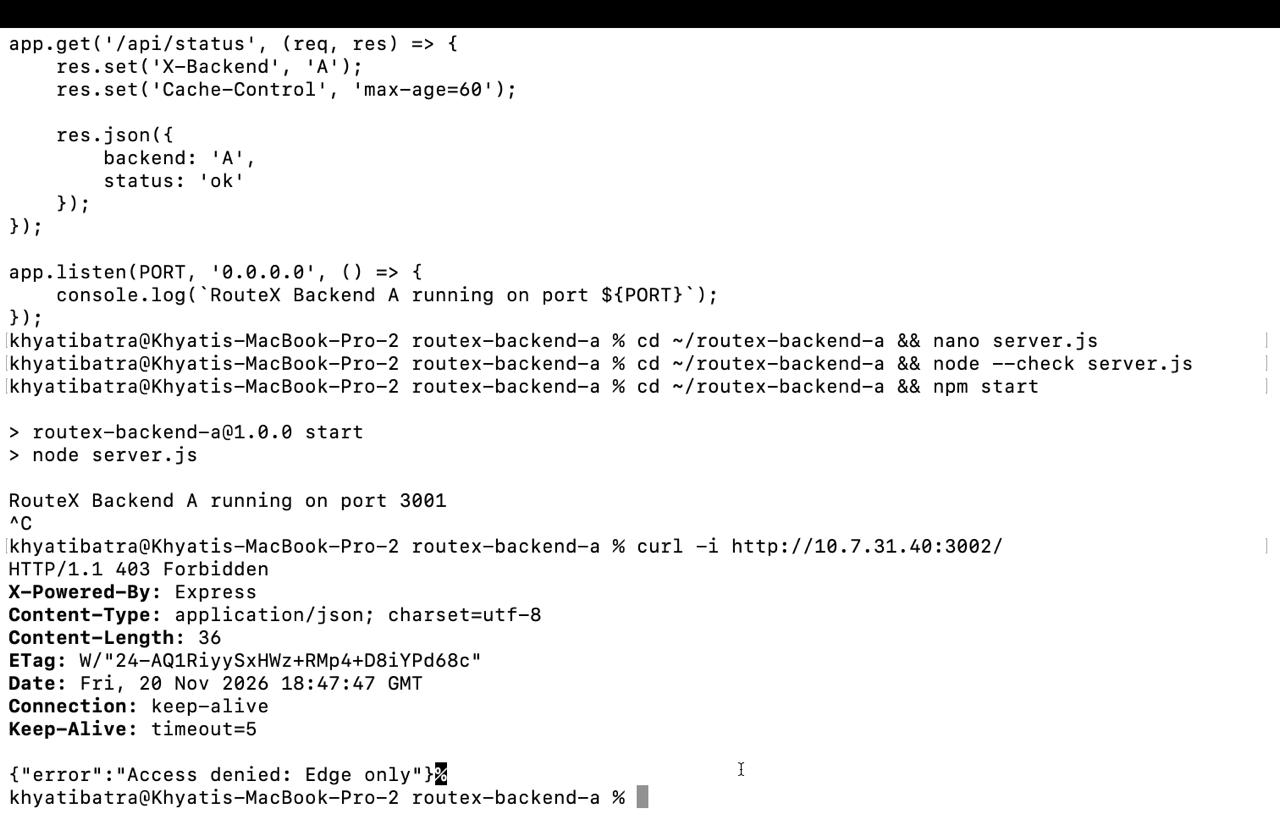 app.get('/api/status', (req, res) => {
    res.set('X-Backend', 'A');
    res.set('Cache-Control', 'max-age=60');

    res.json({
        backend: 'A',
        status: 'ok'
    });
});

app.listen(PORT, '0.0.0.0', () => {
    console.log(`RouteX Backend A running on port ${PORT}`);
});
khyatibatra@Khyatis-MacBook-Pro-2 routex-backend-a % cd ~/routex-backend-a && nano server.js
khyatibatra@Khyatis-MacBook-Pro-2 routex-backend-a % cd ~/routex-backend-a && node --check server.js
khyatibatra@Khyatis-MacBook-Pro-2 routex-backend-a % cd ~/routex-backend-a && npm start

> routex-backend-a@1.0.0 start
> node server.js

RouteX Backend A running on port 3001
^C
khyatibatra@Khyatis-MacBook-Pro-2 routex-backend-a % curl -i http://10.7.31.40:3002/
HTTP/1.1 403 Forbidden
X-Powered-By: Express
Content-Type: application/json; charset=utf-8
Content-Length: 36
ETag: W/"24-AQ1RiyySxHWz+RMp4+D8iYPd68c"
Date: Fri, 20 Nov 2026 18:47:47 GMT
Connection: keep-alive
Keep-Alive: timeout=5

{"error":"Access denied: Edge only"}%
khyatibatra@Khyatis-MacBook-Pro-2 routex-backend-a %